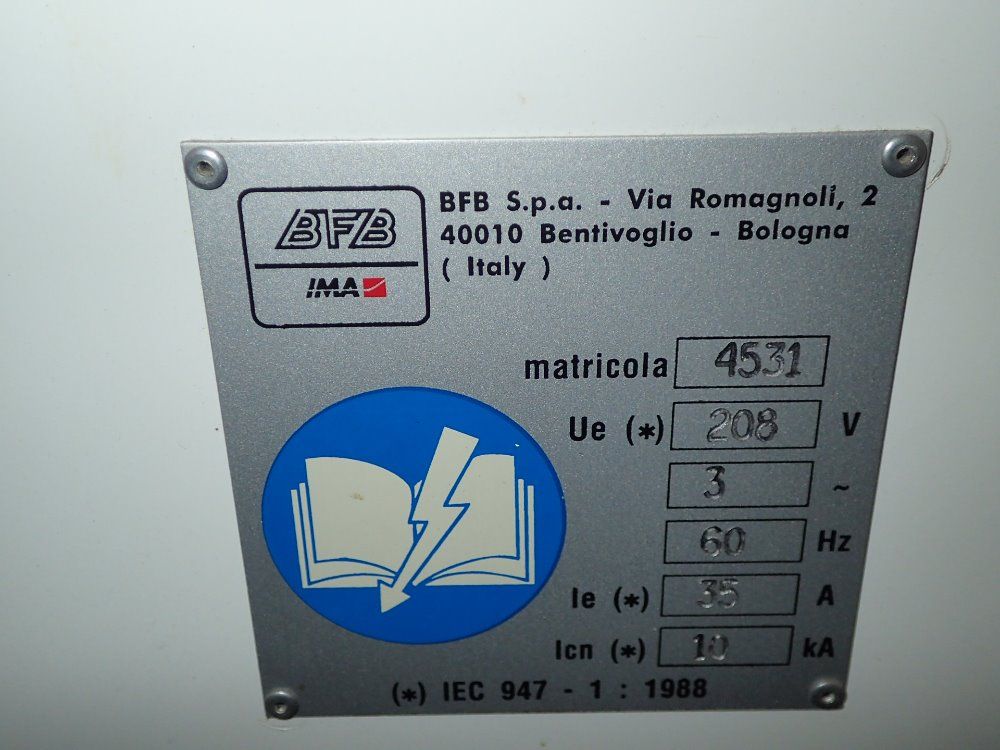 BFB
IMA
BFB S.p.a. - Via Romagnoli, 2
40010 Bentivoglio - Bologna
( Italy )
matricola 4531
Ue (*) 208 V
3 ~
60 Hz
Ie (*) 35 A
Icn (*) 10 kA
(*) IEC 947 - 1 : 1988